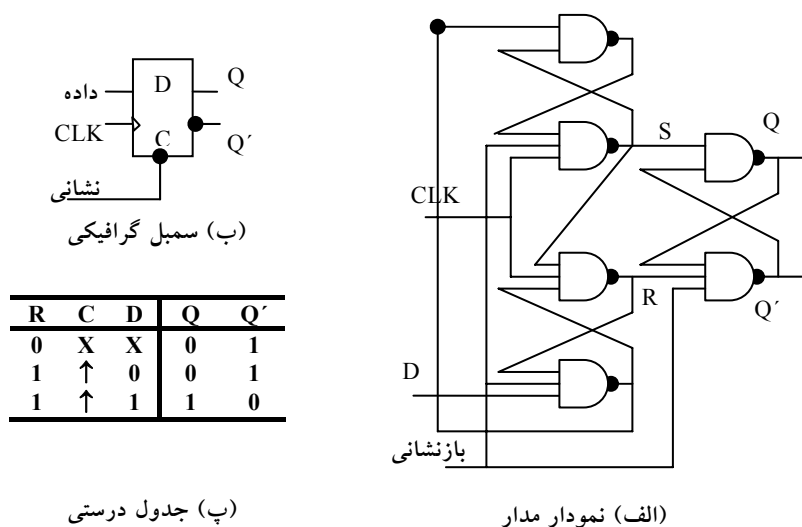 D
داده
CLK
C
Q
Q´
نشانی
(ب) سمبل گرافیکی
R C D Q Q´
0 X X 0 1
1 ↑ 0 0 1
1 ↑ 1 1 0
(پ) جدول درستی
S
Q
CLK
R
Q´
D
بازنشانی
(الف) نمودار مدار